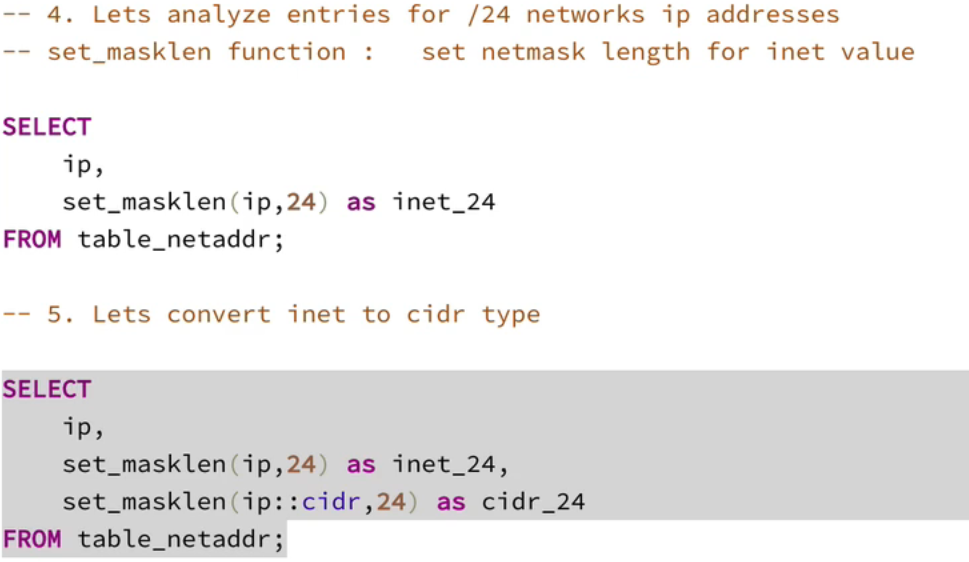 -- 4. Lets analyze entries for /24 networks ip addresses
-- set_masklen function :   set netmask length for inet value
SELECT
    ip,
    set_masklen(ip,24) as inet_24
FROM table_netaddr;
-- 5. Lets convert inet to cidr type
SELECT
    ip,
    set_masklen(ip,24) as inet_24,
    set_masklen(ip::cidr,24) as cidr_24
FROM table_netaddr;